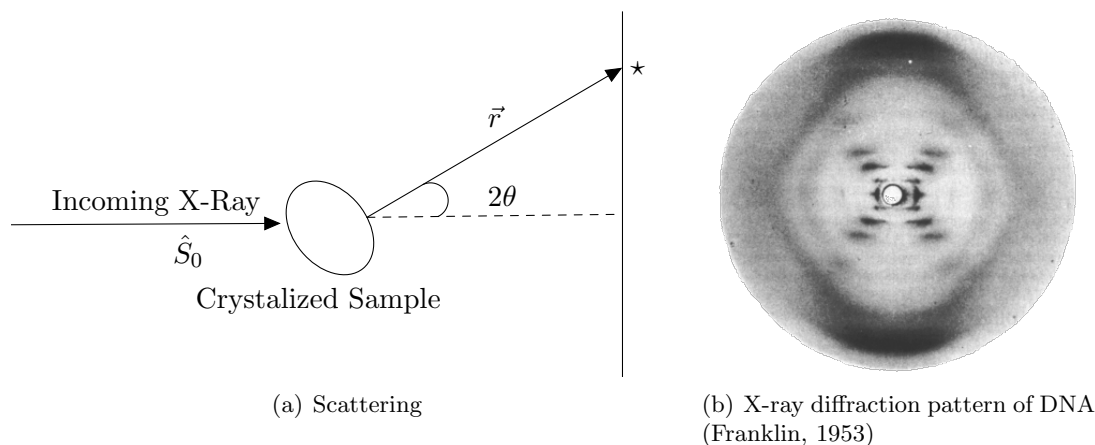 ⋆
r⃗
Incoming X-Ray
2θ
Ŝ₀
Crystalized Sample
(a) Scattering
(b) X-ray diffraction pattern of DNA
(Franklin, 1953)